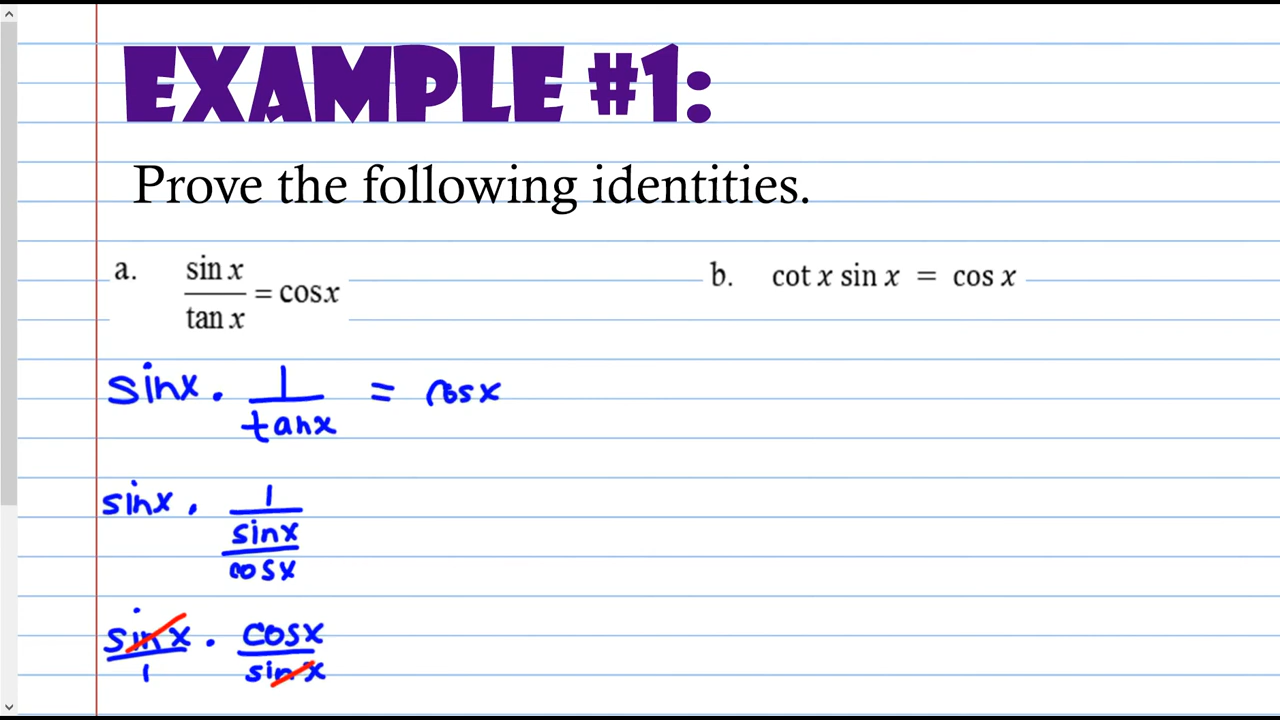 EXAMPLE #1:
Prove the following identities.
a. sin x / tan x = cos x
b. cot x sin x = cos x
sinx · 1/tanx = cosx
sinx · 1/(sinx/cosx)
sinx/1 · cosx/sinx